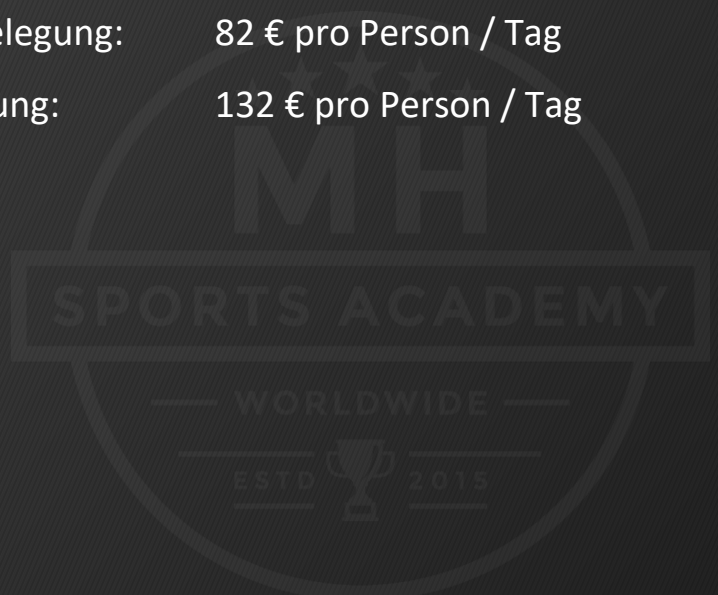 elegung: 82 € pro Person / Tag
ung: 132 € pro Person / Tag
MH
SPORTS ACADEMY
WORLDWIDE
ESTD 2015